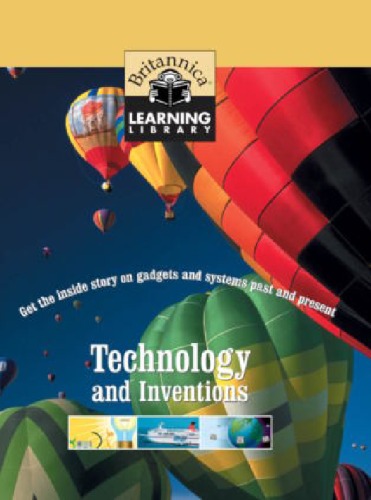 Britannica®
LEARNING
LIBRARY
Get the inside story on gadgets and systems past and present
Technology
and Inventions